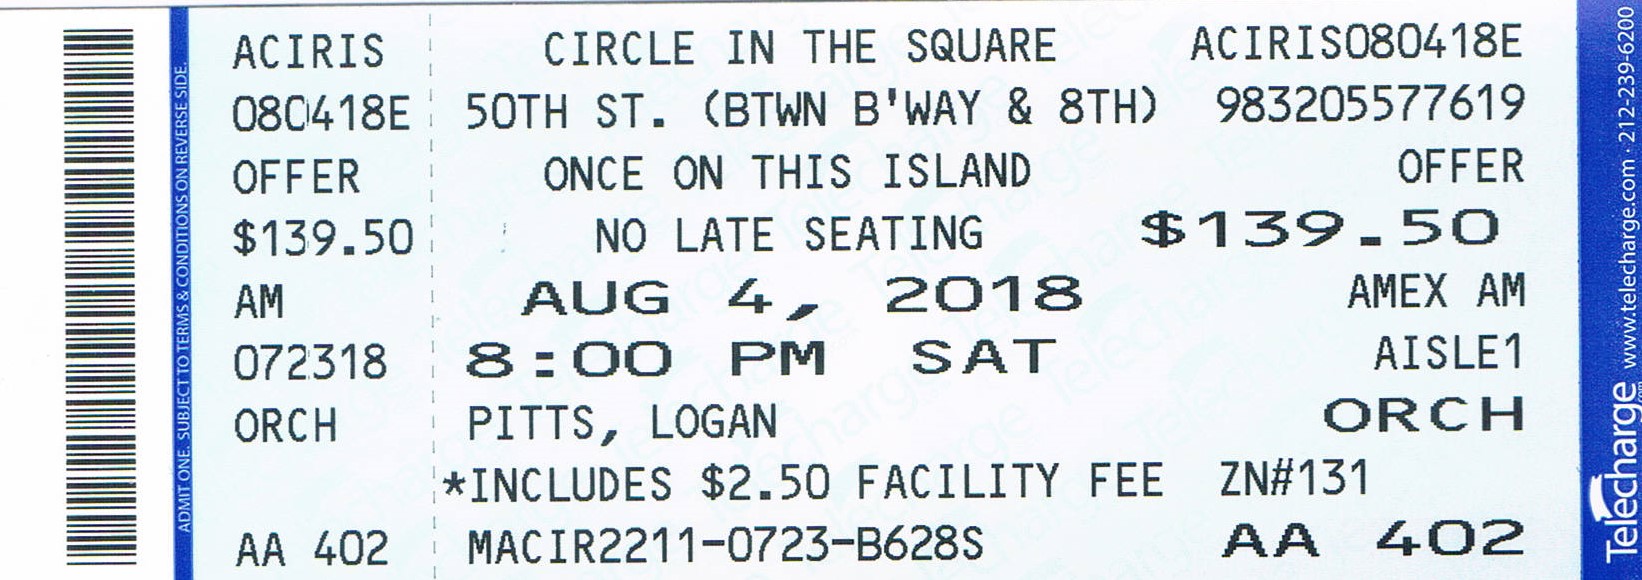 ADMIT ONE. SUBJECT TO TERMS & CONDITIONS ON REVERSE SIDE.
ACIRIS
080418E
OFFER
$139.50
AM
072318
ORCH
AA 402
CIRCLE IN THE SQUARE
50TH ST. (BTWN B'WAY & 8TH)
ONCE ON THIS ISLAND
NO LATE SEATING
AUG 4, 2018
8:00 PM SAT
PITTS, LOGAN
*INCLUDES $2.50 FACILITY FEE ZN#131
MACIR2211-0723-B628S
ACIRIS080418E
983205577619
OFFER
$139.50
AMEX AM
AISLE1
ORCH
AA 402
Telecharge www.telecharge.com · 212-239-6200